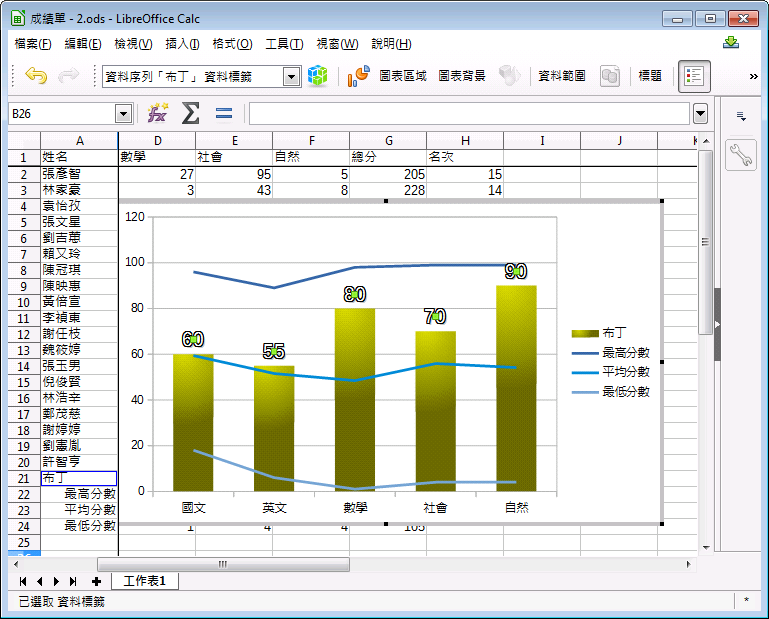 成績單 - 2.ods - LibreOffice Calc
檔案(F) 編輯(E) 檢視(V) 插入(I) 格式(O) 工具(T) 視窗(W) 說明(H)
資料序列「布丁」 資料標籤 圖表區域 圖表背景 資料範圍 標題 »
B26
A D E F G H I J K
1 姓名 數學 社會 自然 總分 名次
2 張彥智 27 95 5 205 15
3 林家豪 3 43 8 228 14
4 袁怡孜
5 張文星
6 劉吉蕙
7 賴又玲
8 陳冠琪
9 陳映惠
10 黃倍宣
11 李禎東
12 謝任枝
13 魏筱婷
14 張玉男
15 倪俊賢
16 林浩辛
17 鄭茂慈
18 謝婷婷
19 劉憲胤
20 許智亨
21 布丁
22 最高分數
23 平均分數
24 最低分數 1 4 4 105
25
120
100
80
60
40
20
0
60 55 80 70 90
國文 英文 數學 社會 自然
布丁
最高分數
平均分數
最低分數
工作表1
已選取 資料標籤 *